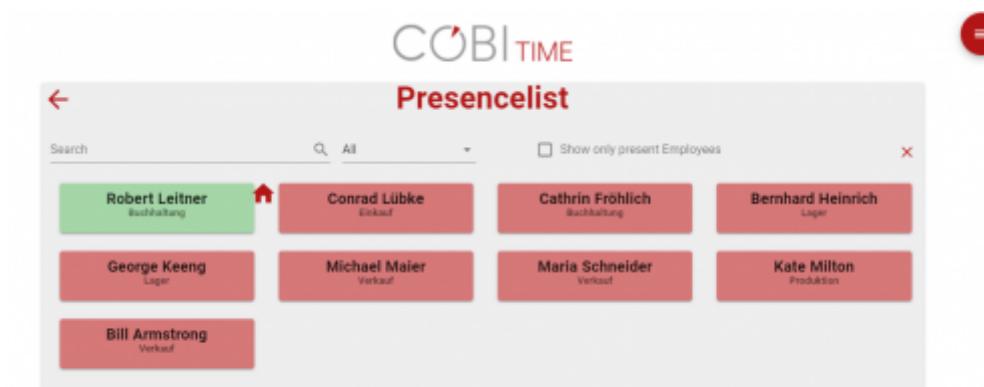 COBI TIME
Presencelist
Search All Show only present Employees
Robert Leitner Conrad Lübke Cathrin Fröhlich Bernhard Heinrich
Buchhaltung Einkauf Buchhaltung Lager
George Keeng Michael Maier Maria Schneider Kate Milton
Lager Verkauf Verkauf Produktion
Bill Armstrong
Verkauf